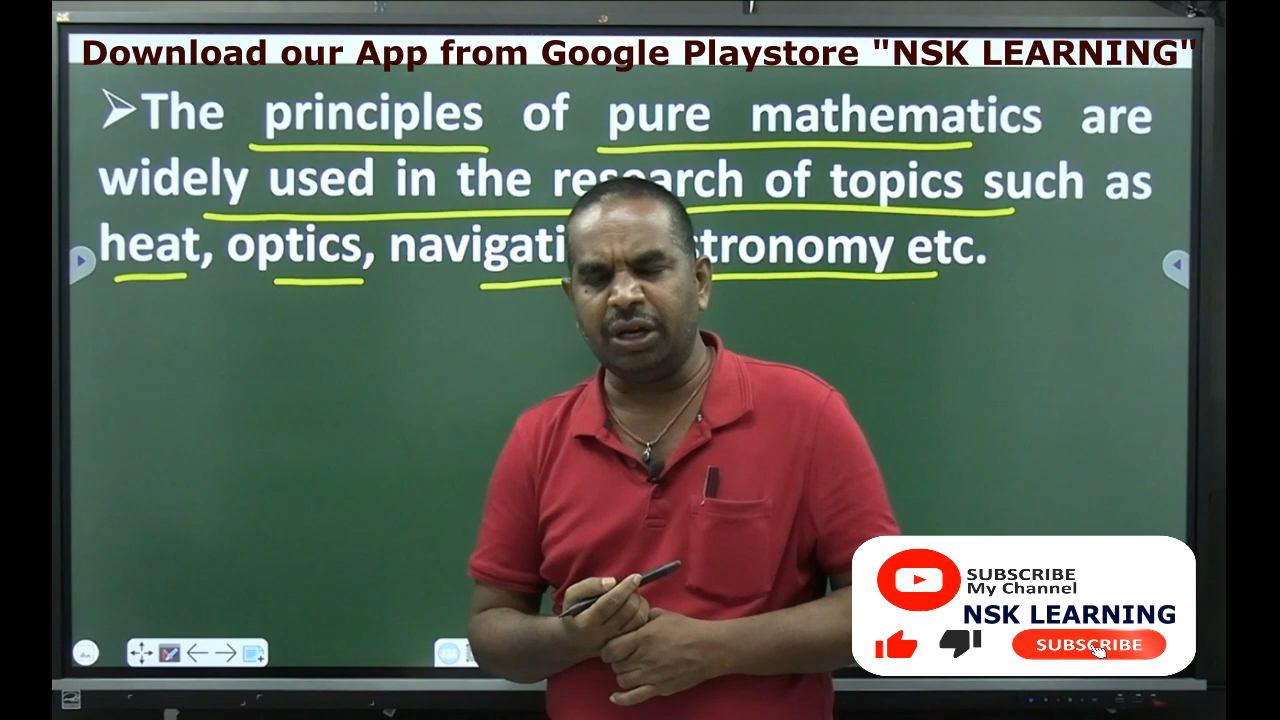 Download our App from Google Playstore "NSK LEARNING"
➢The principles of pure mathematics are
widely used in the research of topics such as
heat, optics, astronomy etc.
SUBSCRIBE
My Channel
NSK LEARNING
SUBSCRIBE